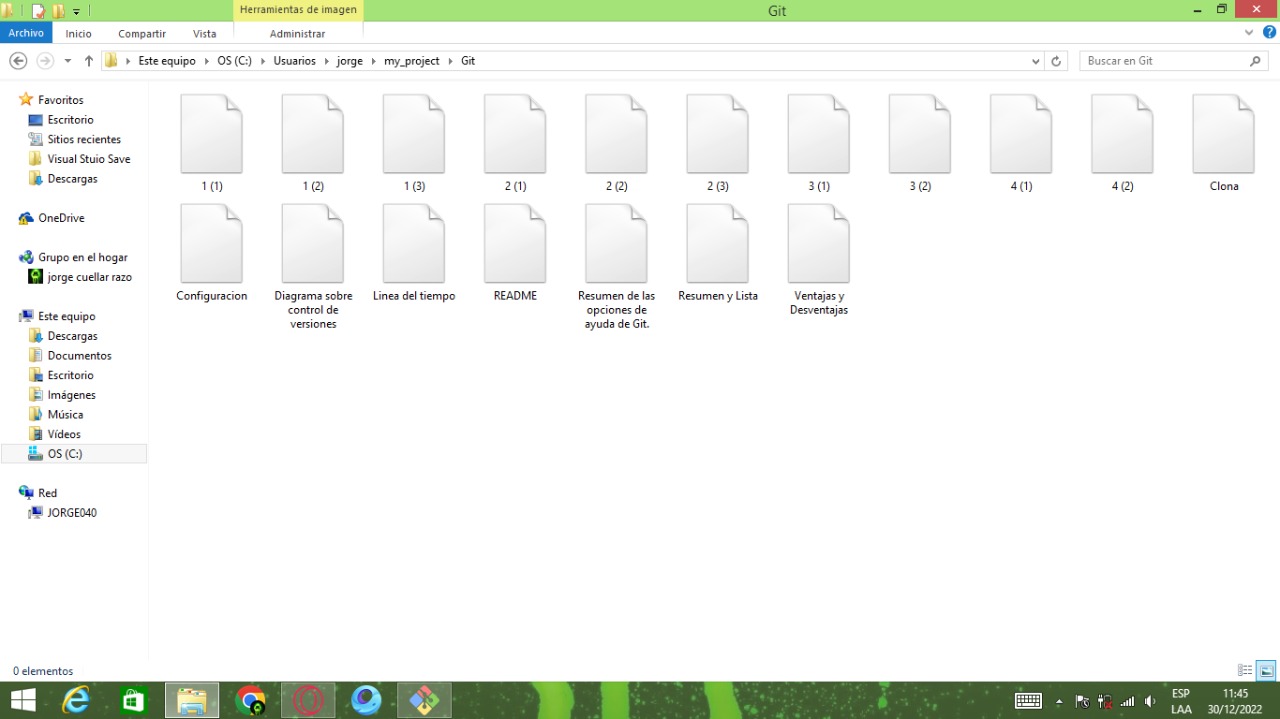 Herramientas de imagen
Git
Archivo
Inicio
Compartir
Vista
Administrar
Este equipo
OS (C:)
Usuarios
jorge
my_project
Git
Buscar en Git
Favoritos
Escritorio
Sitios recientes
Visual Stuio Save
Descargas
OneDrive
Grupo en el hogar
jorge cuellar razo
Este equipo
Descargas
Documentos
Escritorio
Imágenes
Música
Vídeos
OS (C:)
Red
JORGE040
1 (1)
1 (2)
1 (3)
2 (1)
2 (2)
2 (3)
3 (1)
3 (2)
4 (1)
4 (2)
Clona
Configuracion
Diagrama sobre
control de
versiones
Linea del tiempo
README
Resumen de las
opciones de
ayuda de Git.
Resumen y Lista
Ventajas y
Desventajas
0 elementos
ESP
LAA
11:45
30/12/2022